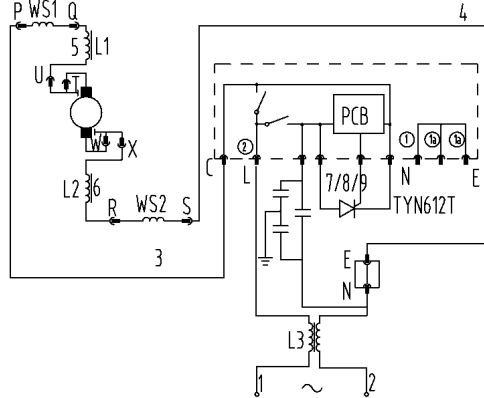 P WS1 Q
4
5 L1
U T
W X
PCB
② ① ①a ①a
C L N E
L2 6
7/8/9
TYN612T
R WS2 S
3
E
N
L3
1 ~ 2